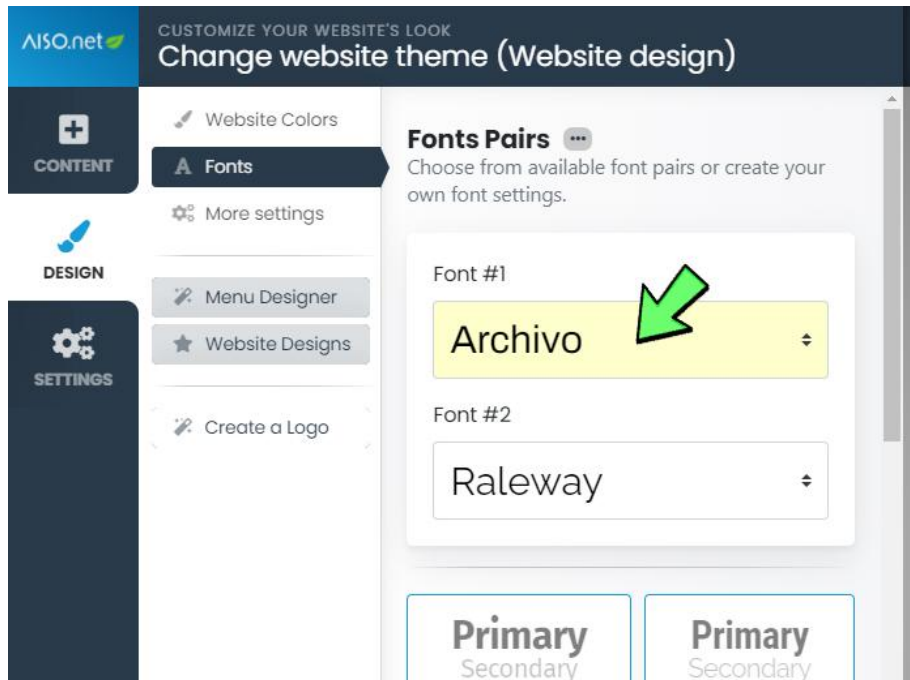 AISO.net
CUSTOMIZE YOUR WEBSITE'S LOOK
Change website theme (Website design)
CONTENT
DESIGN
SETTINGS
Website Colors
A Fonts
More settings
Menu Designer
Website Designs
Create a Logo
Fonts Pairs
Choose from available font pairs or create your
own font settings.
Font #1
Archivo
Font #2
Raleway
Primary
Secondary
Primary
Secondary